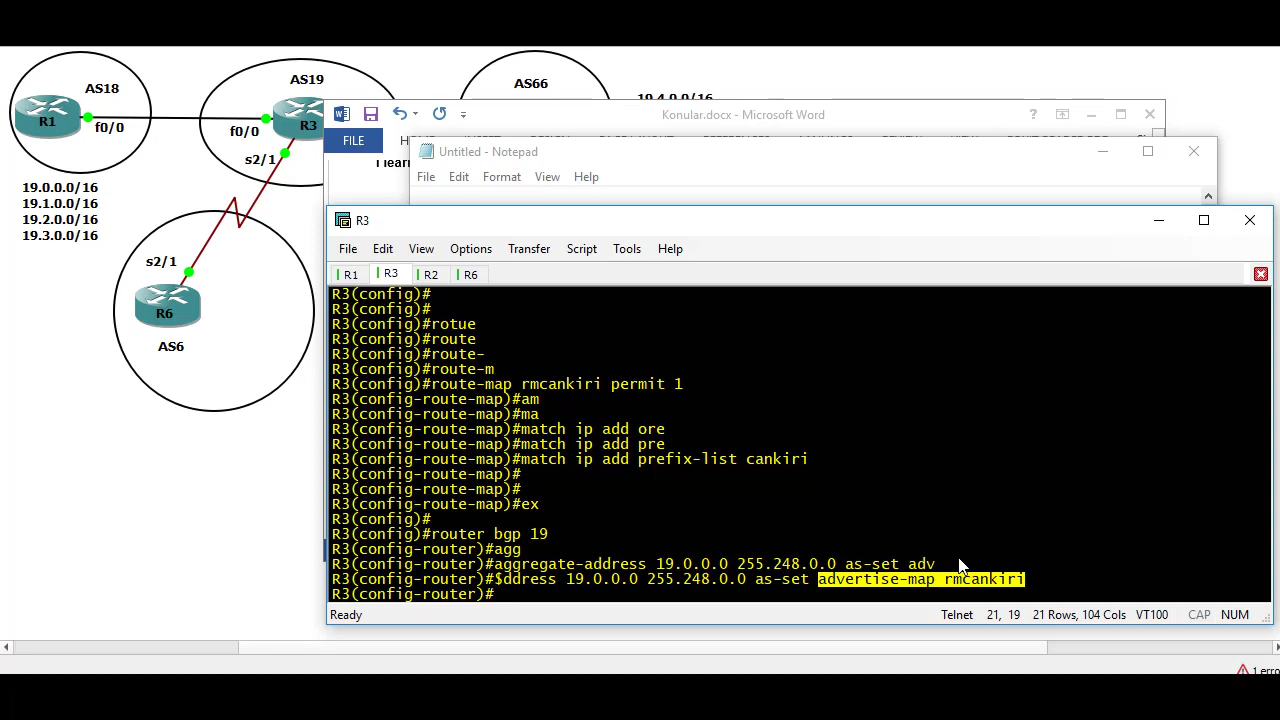 AS18
R1
f0/0
19.0.0.0/16
19.1.0.0/16
19.2.0.0/16
19.3.0.0/16
AS19
f0/0
R3
s2/1
AS66
s2/1
R6
AS6
Konular.docx - Microsoft Word
FILE
Untitled - Notepad
File Edit Format View Help
R3
File Edit View Options Transfer Script Tools Help
R1 R3 R2 R6
R3(config)#
R3(config)#
R3(config)#rotue
R3(config)#route
R3(config)#route-
R3(config)#route-m
R3(config)#route-map rmcankiri permit 1
R3(config-route-map)#am
R3(config-route-map)#ma
R3(config-route-map)#match ip add ore
R3(config-route-map)#match ip add pre
R3(config-route-map)#match ip add prefix-list cankiri
R3(config-route-map)#
R3(config-route-map)#
R3(config-route-map)#ex
R3(config)#
R3(config)#router bgp 19
R3(config-router)#agg
R3(config-router)#aggregate-address 19.0.0.0 255.248.0.0 as-set adv
R3(config-router)#$ddress 19.0.0.0 255.248.0.0 as-set advertise-map rmcankiri
R3(config-router)#
Ready Telnet 21, 19 21 Rows, 104 Cols VT100 CAP NUM